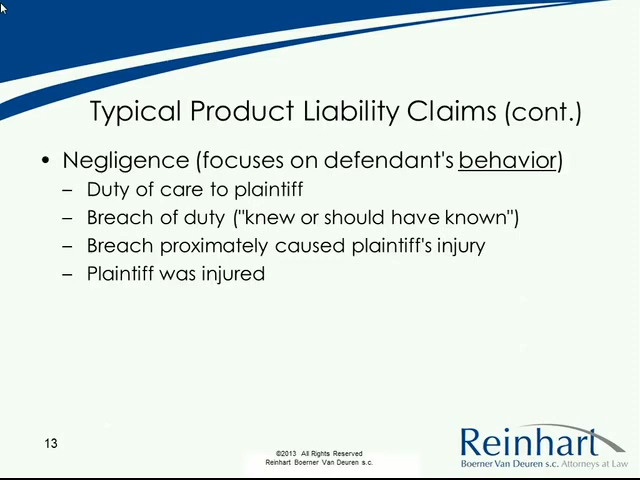 Typical Product Liability Claims (cont.)
• Negligence (focuses on defendant's behavior)
– Duty of care to plaintiff
– Breach of duty ("knew or should have known")
– Breach proximately caused plaintiff's injury
– Plaintiff was injured
13
©2013 All Rights Reserved
Reinhart Boerner Van Deuren s.c.
Reinhart
Boerner Van Deuren s.c. Attorneys at Law